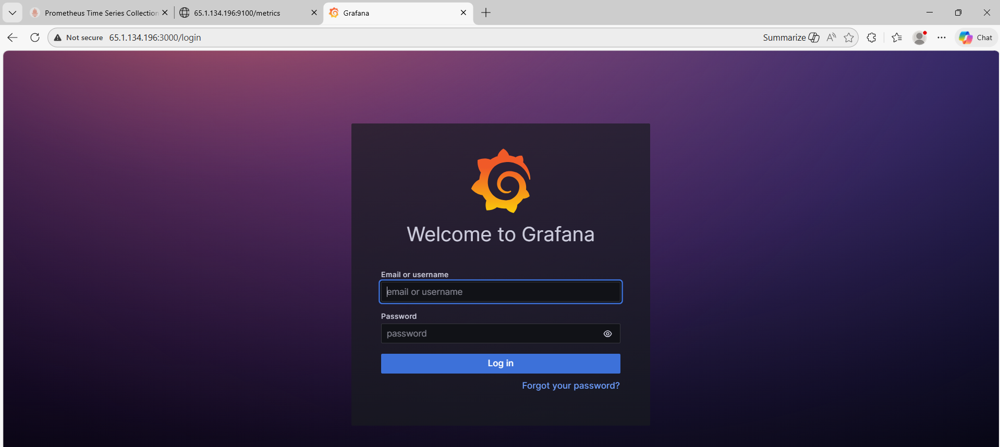 Prometheus Time Series Collection
65.1.134.196:9100/metrics
Grafana
Not secure 65.1.134.196:3000/login
Summarize
Chat
Welcome to Grafana
Email or username
email or username
Password
password
Log in
Forgot your password?